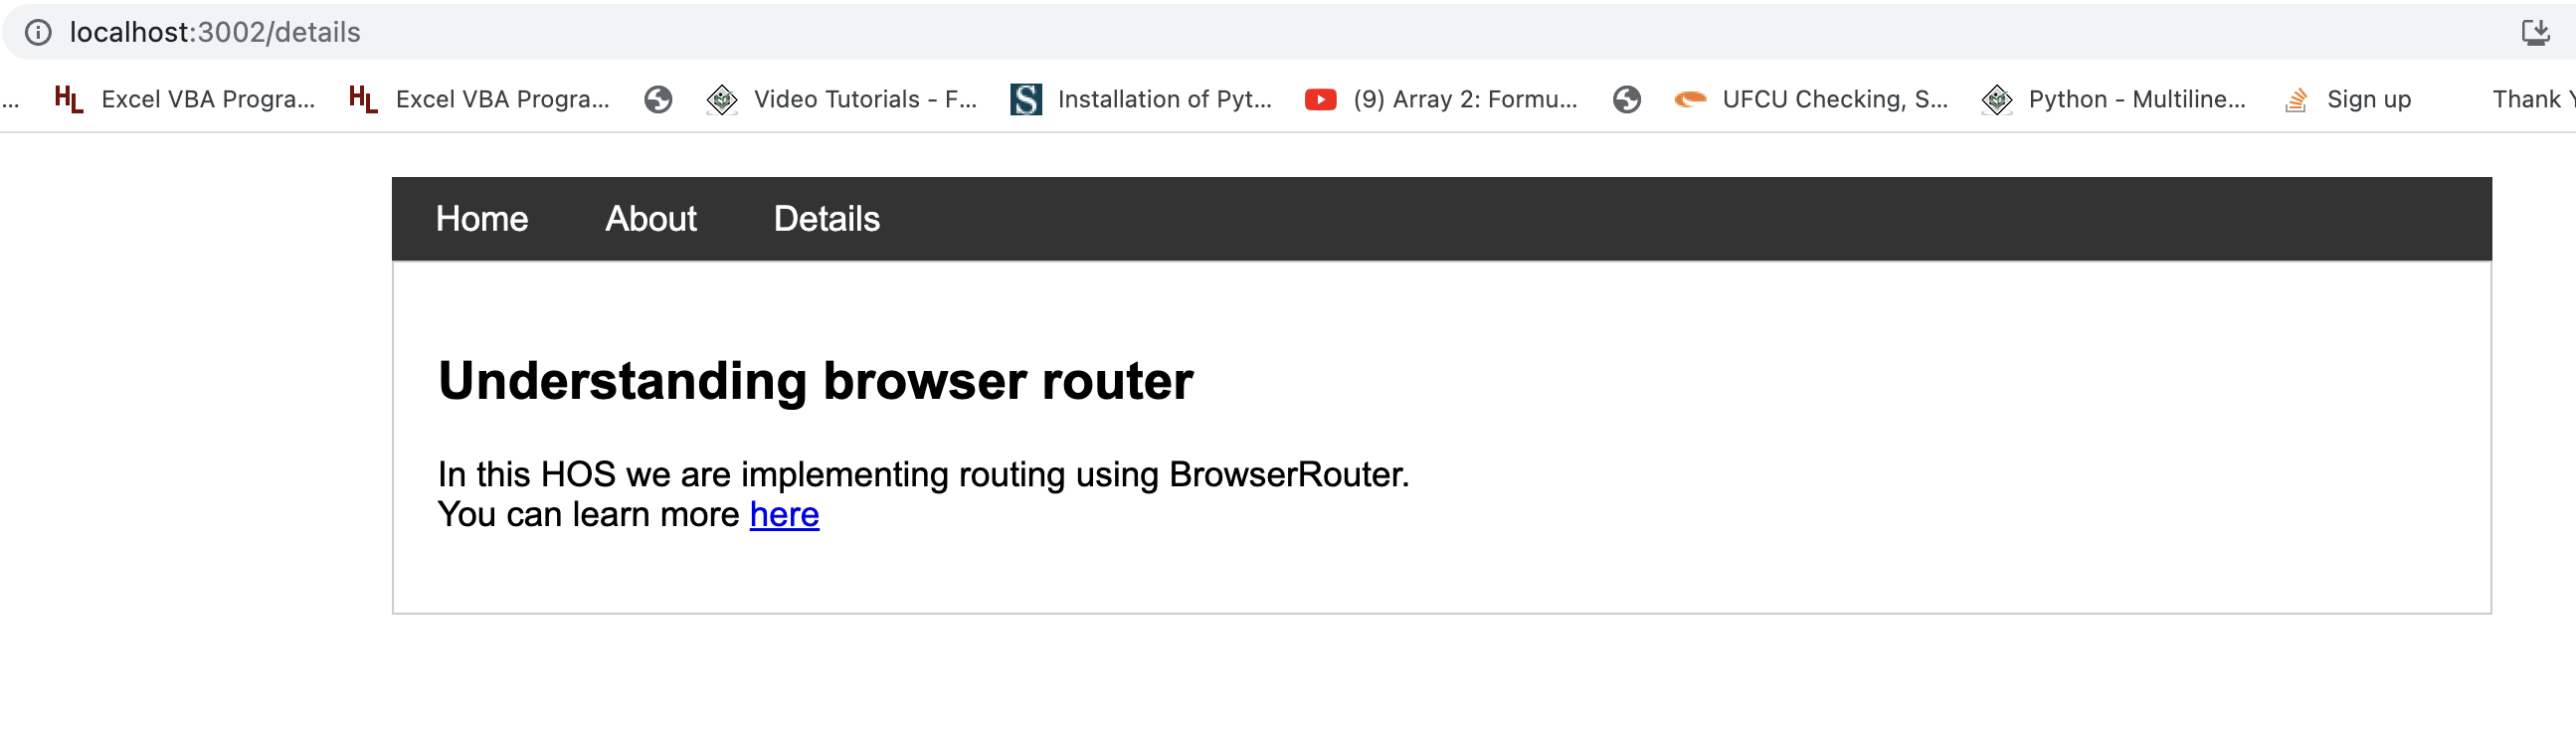 localhost:3002/details
... HL Excel VBA Progra... HL Excel VBA Progra... Video Tutorials - F... S Installation of Pyt... (9) Array 2: Formu... UFCU Checking, S... Python - Multiline... Sign up Thank Y
Home About Details
Understanding browser router
In this HOS we are implementing routing using BrowserRouter.
You can learn more here